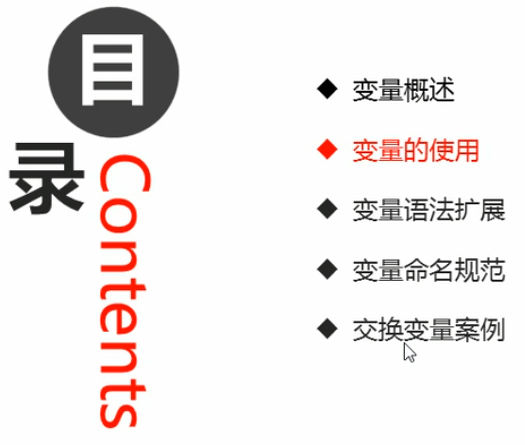 目
录
Contents
◆ 变量概述
◆ 变量的使用
◆ 变量语法扩展
◆ 变量命名规范
◆ 交换变量案例